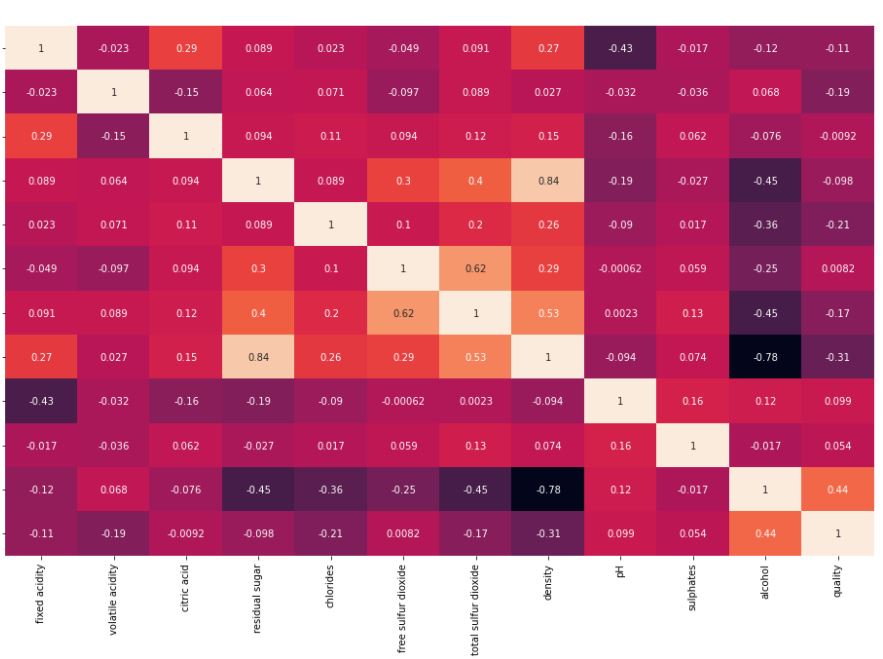 1 -0.023 0.29 0.089 0.023 -0.049 0.091 0.27 -0.43 -0.017 -0.12 -0.11
-0.023 1 -0.15 0.064 0.071 -0.097 0.089 0.027 -0.032 -0.036 0.068 -0.19
0.29 -0.15 1 0.094 0.11 0.094 0.12 0.15 -0.16 0.062 -0.076 -0.0092
0.089 0.064 0.094 1 0.089 0.3 0.4 0.84 -0.19 -0.027 -0.45 -0.098
0.023 0.071 0.11 0.089 1 0.1 0.2 0.26 -0.09 0.017 -0.36 -0.21
-0.049 -0.097 0.094 0.3 0.1 1 0.62 0.29 -0.00062 0.059 -0.25 0.0082
0.091 0.089 0.12 0.4 0.2 0.62 1 0.53 0.0023 0.13 -0.45 -0.17
0.27 0.027 0.15 0.84 0.26 0.29 0.53 1 -0.094 0.074 -0.78 -0.31
-0.43 -0.032 -0.16 -0.19 -0.09 -0.00062 0.0023 -0.094 1 0.16 0.12 0.099
-0.017 -0.036 0.062 -0.027 0.017 0.059 0.13 0.074 0.16 1 -0.017 0.054
-0.12 0.068 -0.076 -0.45 -0.36 -0.25 -0.45 -0.78 0.12 -0.017 1 0.44
-0.11 -0.19 -0.0092 -0.098 -0.21 0.0082 -0.17 -0.31 0.099 0.054 0.44 1
fixed acidity
volatile acidity
citric acid
residual sugar
chlorides
free sulfur dioxide
total sulfur dioxide
density
pH
sulphates
alcohol
quality